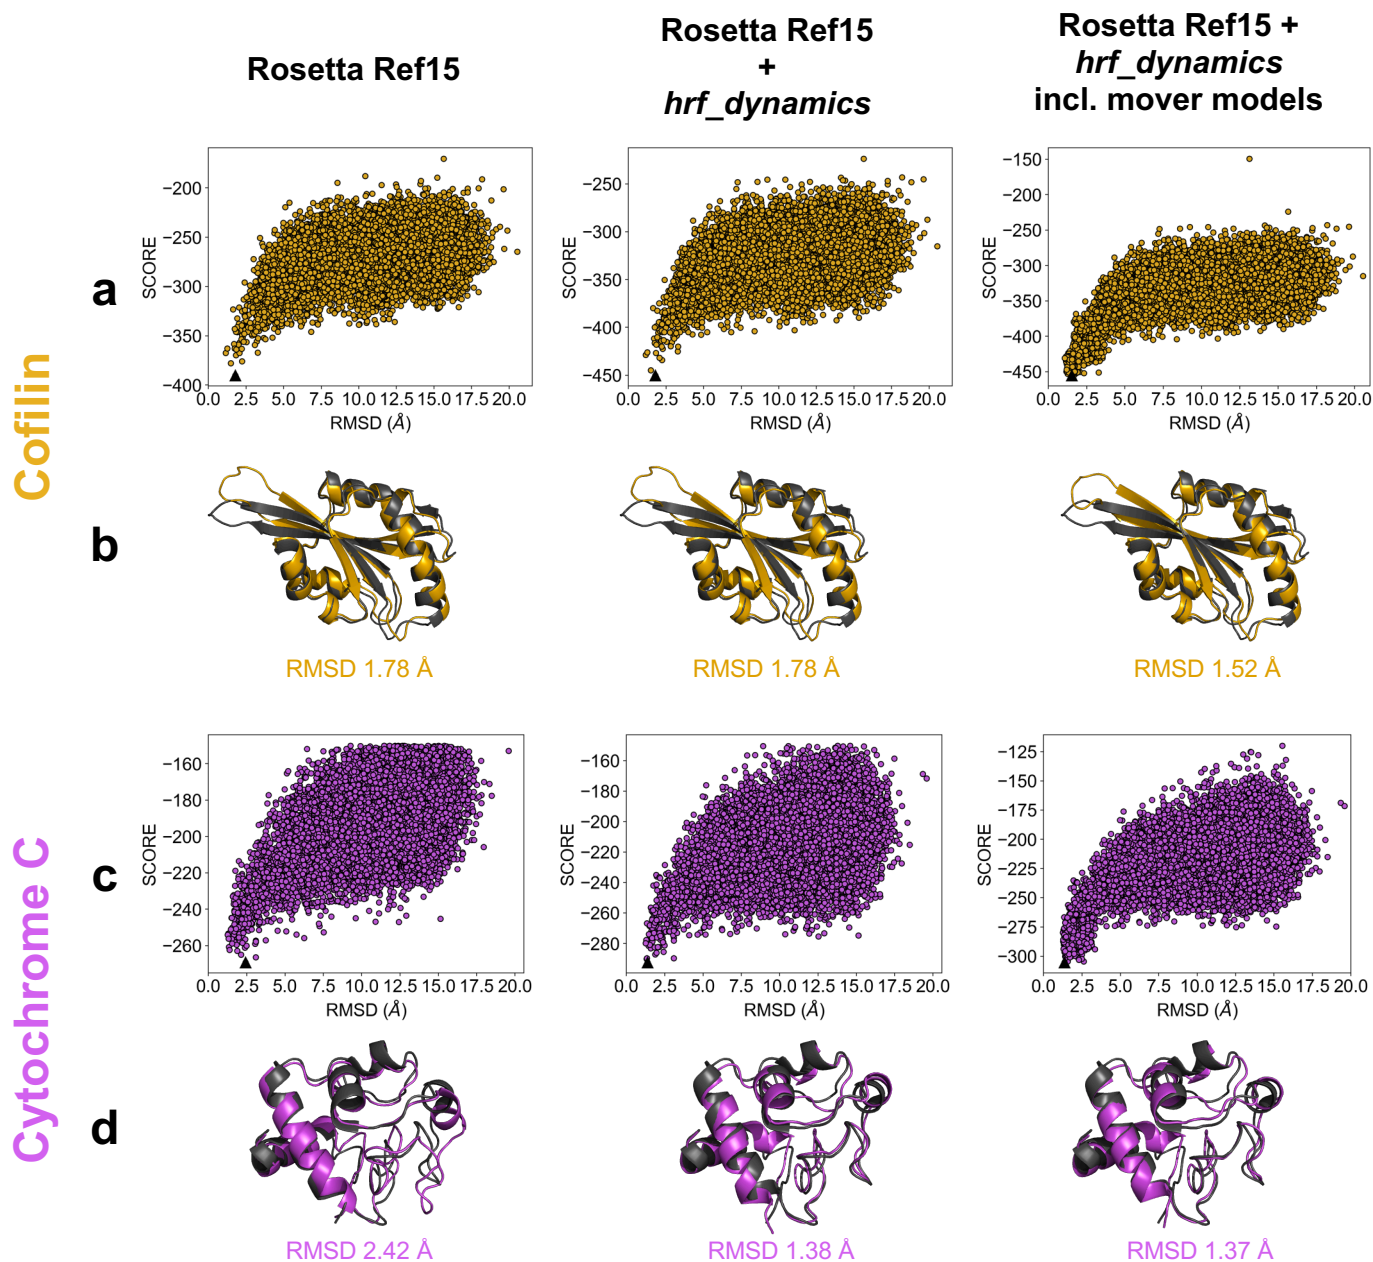 Rosetta Ref15
Rosetta Ref15
+
hrf_dynamics
Rosetta Ref15 +
hrf_dynamics
incl. mover models
Cofilin
a
SCORE
−200
−250
−300
−350
−400
0.0 2.5 5.0 7.5 10.0 12.5 15.0 17.5 20.0
RMSD (Å)
SCORE
−250
−300
−350
−400
−450
0.0 2.5 5.0 7.5 10.0 12.5 15.0 17.5 20.0
RMSD (Å)
SCORE
−150
−200
−250
−300
−350
−400
−450
0.0 2.5 5.0 7.5 10.0 12.5 15.0 17.5 20.0
RMSD (Å)
b
RMSD 1.78 Å
RMSD 1.78 Å
RMSD 1.52 Å
Cytochrome C
c
SCORE
−160
−180
−200
−220
−240
−260
0.0 2.5 5.0 7.5 10.0 12.5 15.0 17.5 20.0
RMSD (Å)
SCORE
−160
−180
−200
−220
−240
−260
−280
0.0 2.5 5.0 7.5 10.0 12.5 15.0 17.5 20.0
RMSD (Å)
SCORE
−125
−150
−175
−200
−225
−250
−275
−300
0.0 2.5 5.0 7.5 10.0 12.5 15.0 17.5 20.0
RMSD (Å)
d
RMSD 2.42 Å
RMSD 1.38 Å
RMSD 1.37 Å